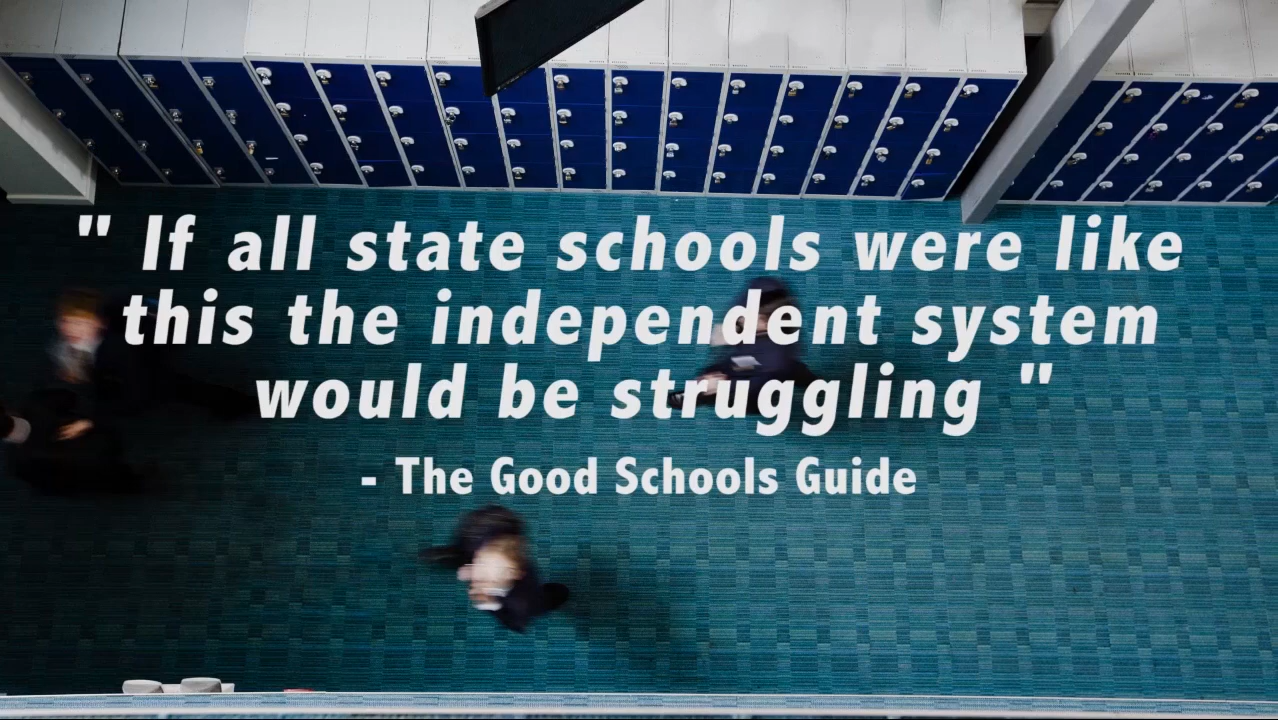 " If all state schools were like
this the independent system
would be struggling "
- The Good Schools Guide